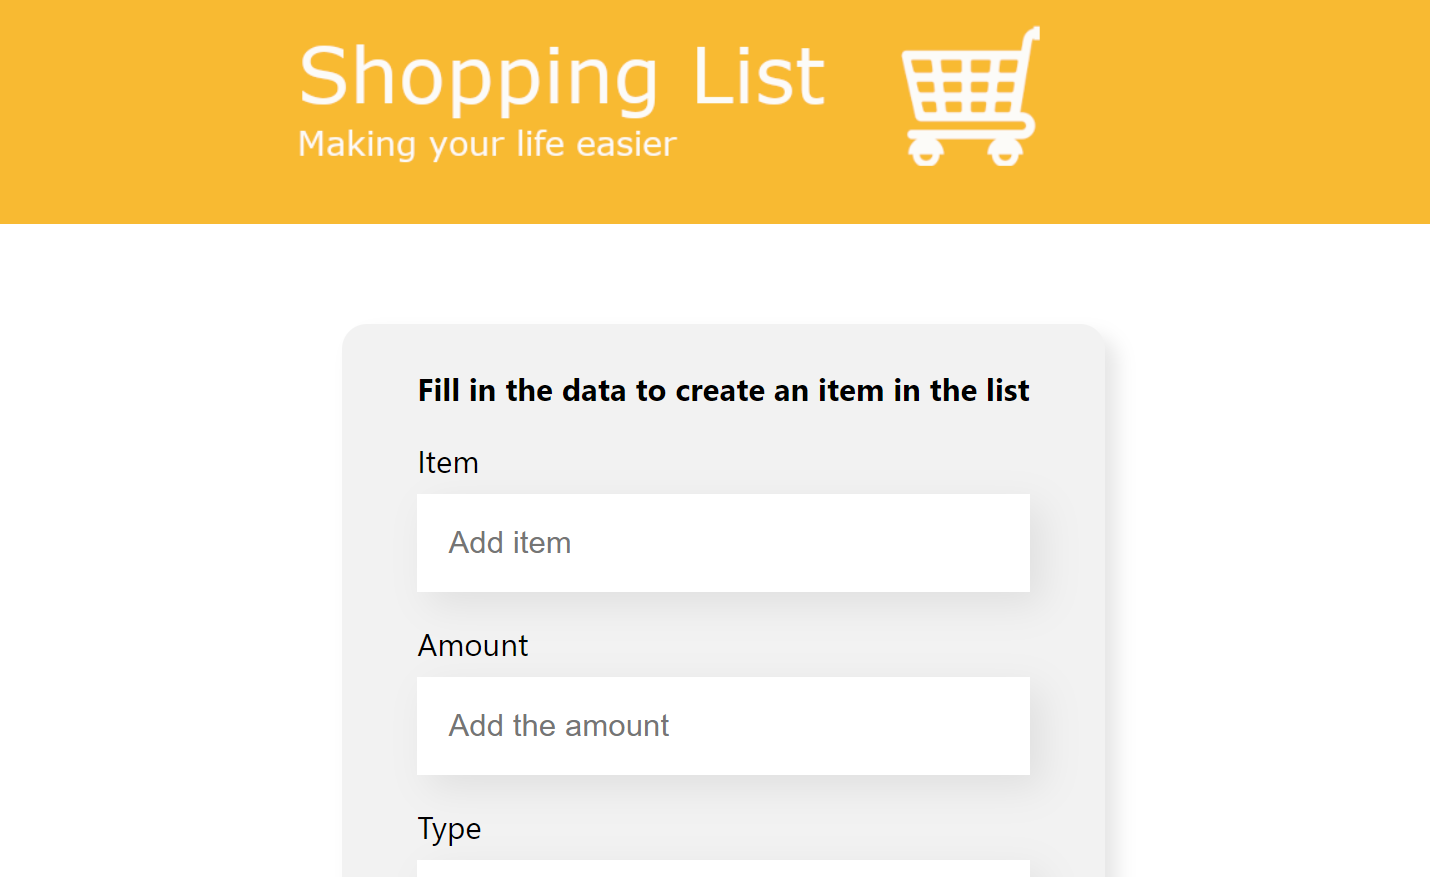 Shopping List
Making your life easier
Fill in the data to create an item in the list
Item
Add item
Amount
Add the amount
Type